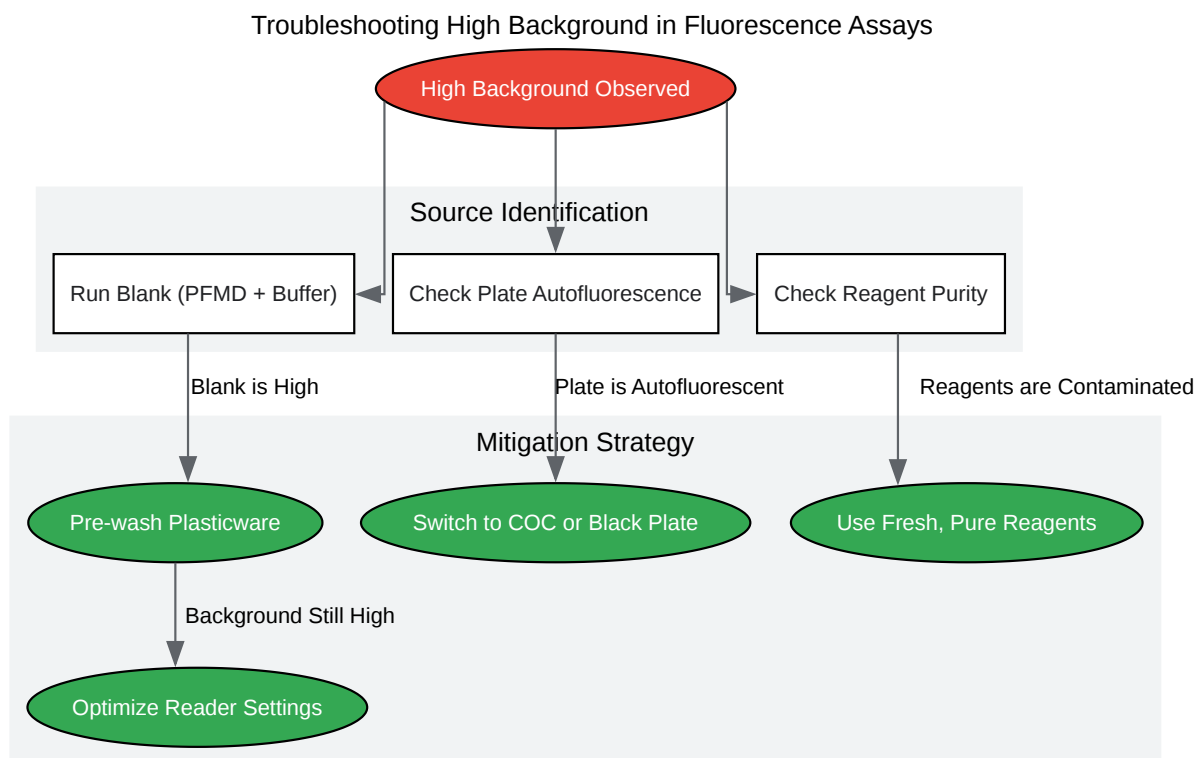 Troubleshooting High Background in Fluorescence Assays
High Background Observed
Source Identification
Run Blank (PFMD + Buffer)
Check Plate Autofluorescence
Check Reagent Purity
Blank is High
Plate is Autofluorescent
Reagents are Contaminated
Mitigation Strategy
Pre-wash Plasticware
Switch to COC or Black Plate
Use Fresh, Pure Reagents
Background Still High
Optimize Reader Settings